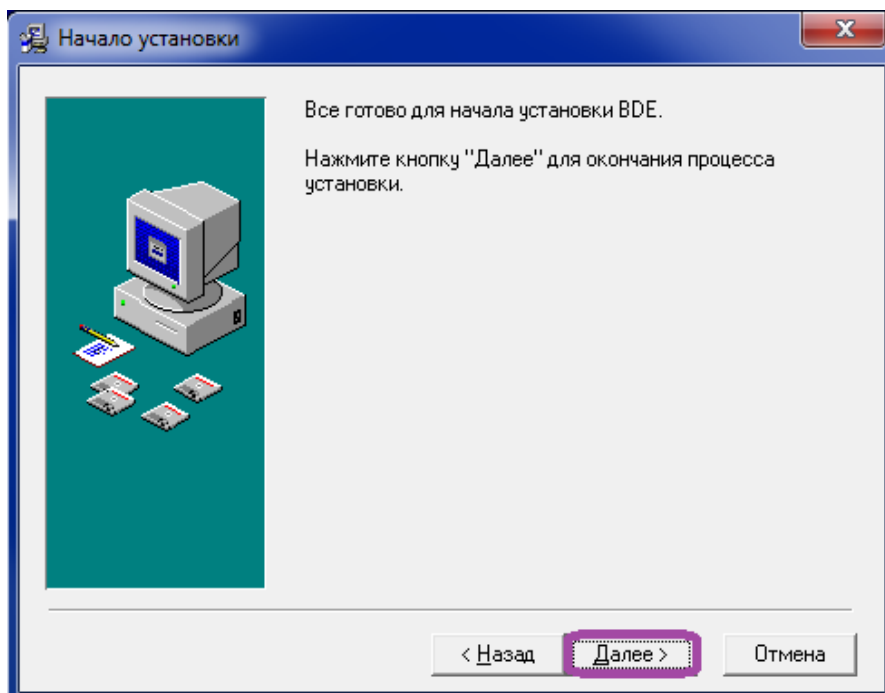 Начало установки
Все готово для начала установки BDE.
Нажмите кнопку "Далее" для окончания процесса
установки.
< Назад
Далее >
Отмена